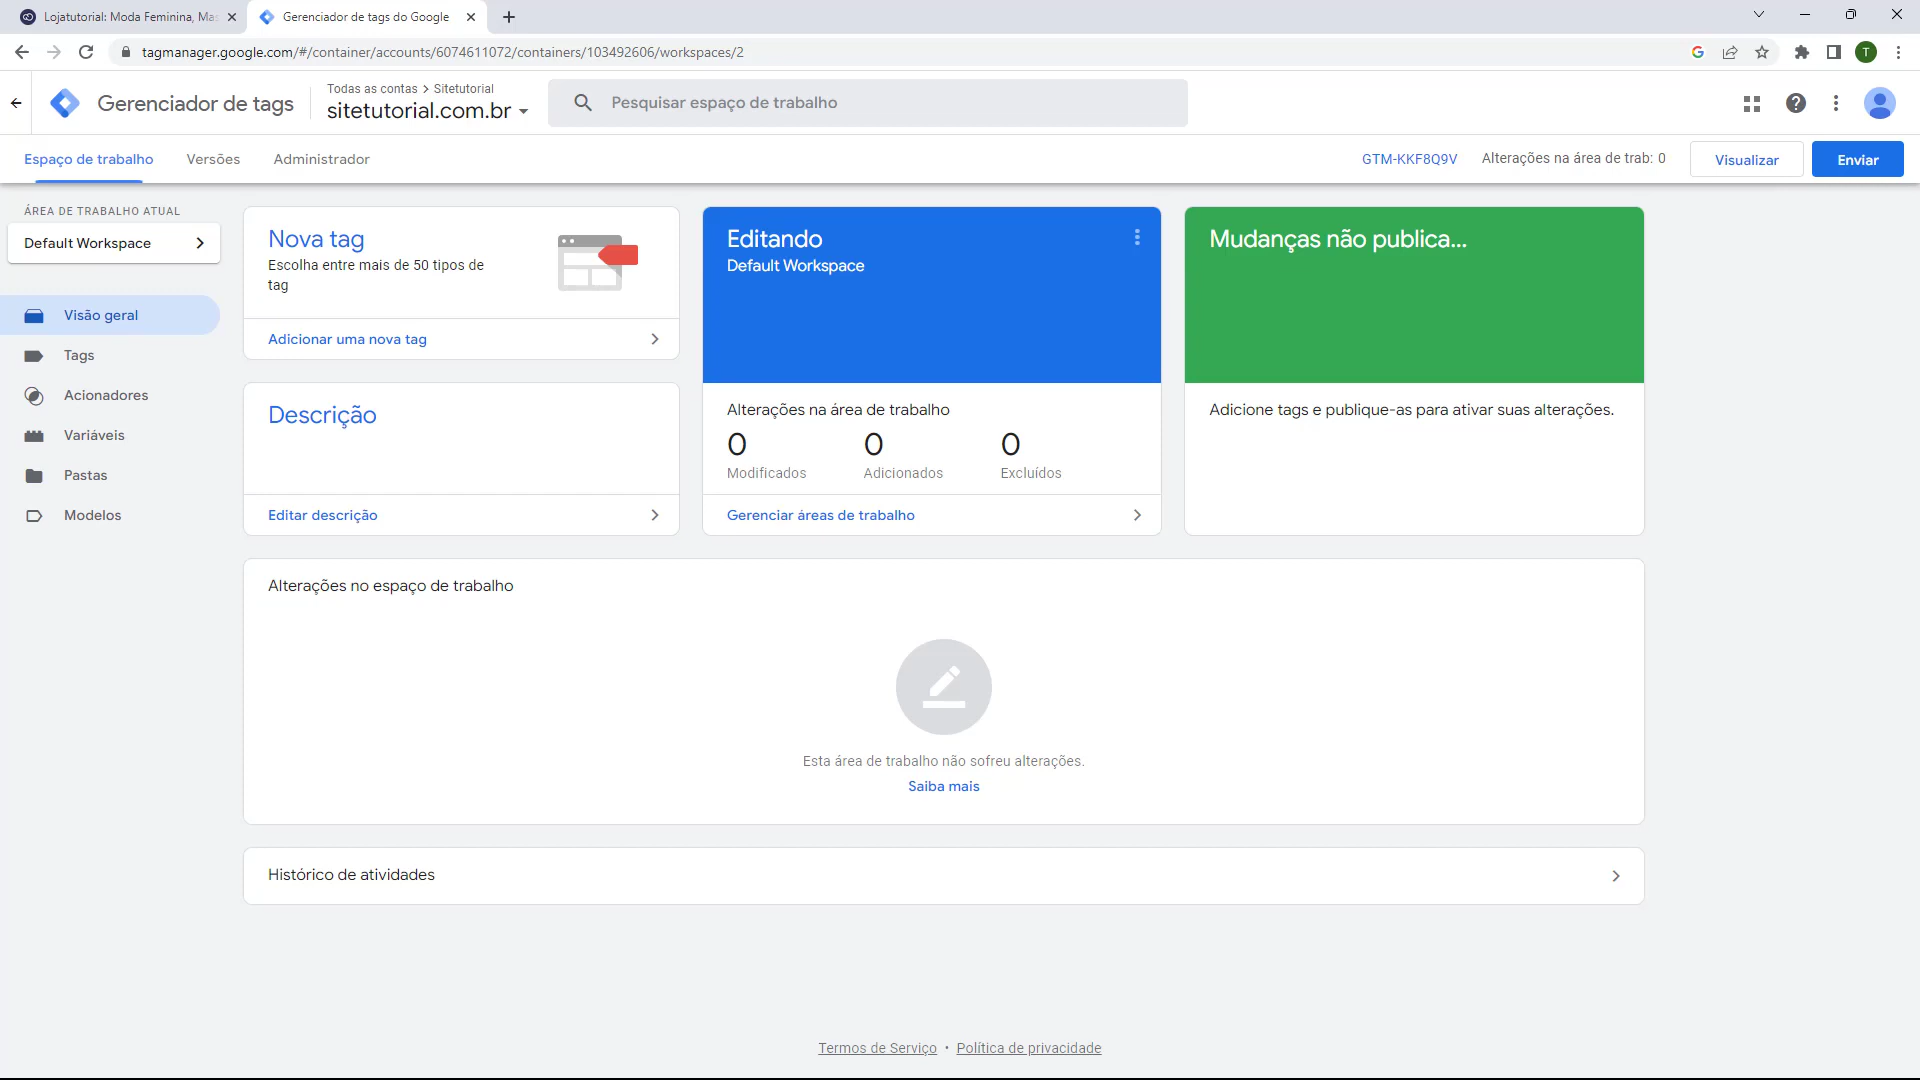 Lojatutorial: Moda Feminina, Mas
Gerenciador de tags do Google
tagmanager.google.com/#/container/accounts/6074611072/containers/103492606/workspaces/2
T
Gerenciador de tags
Todas as contas > Sitetutorial
sitetutorial.com.br
Pesquisar espaço de trabalho
Espaço de trabalho
Versões
Administrador
GTM-KKF8Q9V
Alterações na área de trab: 0
Visualizar
Enviar
ÁREA DE TRABALHO ATUAL
Default Workspace
Visão geral
Tags
Acionadores
Variáveis
Pastas
Modelos
Nova tag
Escolha entre mais de 50 tipos de
tag
Adicionar uma nova tag
Descrição
Editar descrição
Editando
Default Workspace
Alterações na área de trabalho
0 0 0
Modificados Adicionados Excluídos
Gerenciar áreas de trabalho
Mudanças não publica...
Adicione tags e publique-as para ativar suas alterações.
Alterações no espaço de trabalho
Esta área de trabalho não sofreu alterações.
Saiba mais
Histórico de atividades
Termos de Serviço • Política de privacidade